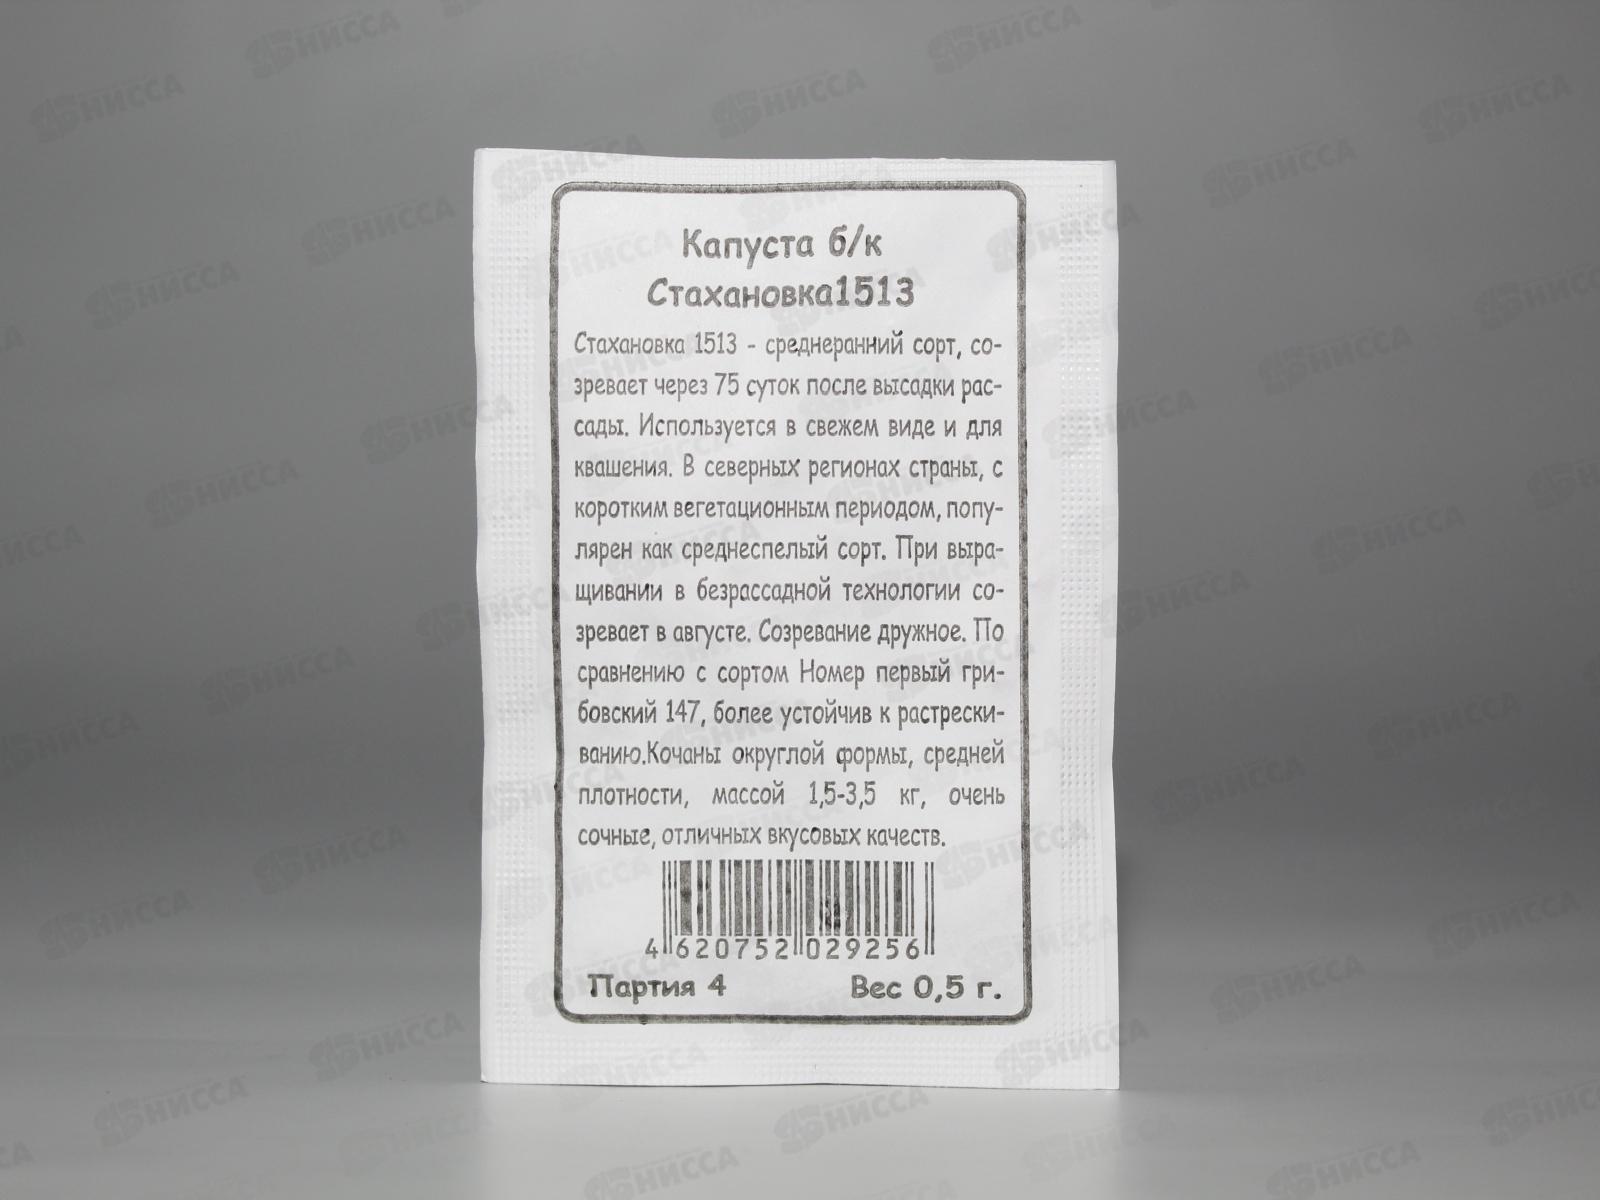 Капуста б/к
Стахановка1513
Стахановка 1513 - среднеранний сорт, со-
зревает через 75 суток после высадки рас-
сады. Используется в свежем виде и для
квашения. В северных регионах страны, с
коротким вегетационным периодом, попу-
лярен как среднеспелый сорт. При выра-
щивании в безрассадной технологии со-
зревает в августе. Созревание дружное. По
сравнению с сортом Номер первый гри-
бовский 147, более устойчив к растрески-
ванию.Кочаны округлой формы, средней
плотности, массой 1,5-3,5 кг, очень
сочные, отличных вкусовых качеств.
4 620752 029256
Партия 4 Вес 0,5 г.
НИССА